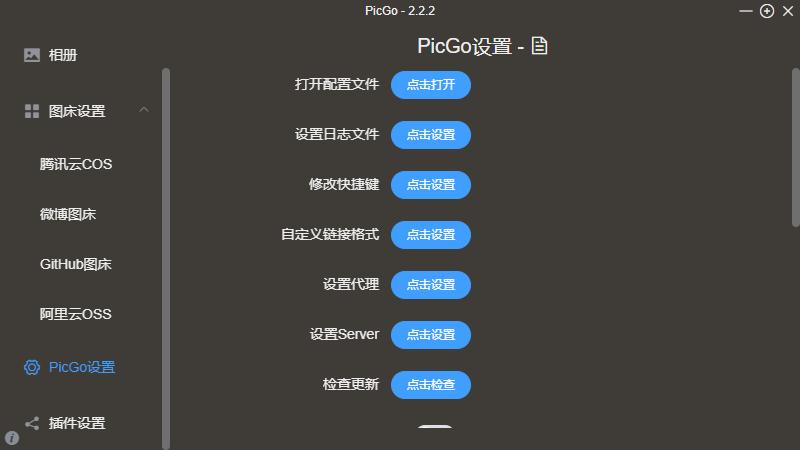 PicGo - 2.2.2
相册
图床设置
腾讯云COS
微博图床
GitHub图床
阿里云OSS
PicGo设置
插件设置
PicGo设置 -
打开配置文件 点击打开
设置日志文件 点击设置
修改快捷键 点击设置
自定义链接格式 点击设置
设置代理 点击设置
设置Server 点击设置
检查更新 点击检查